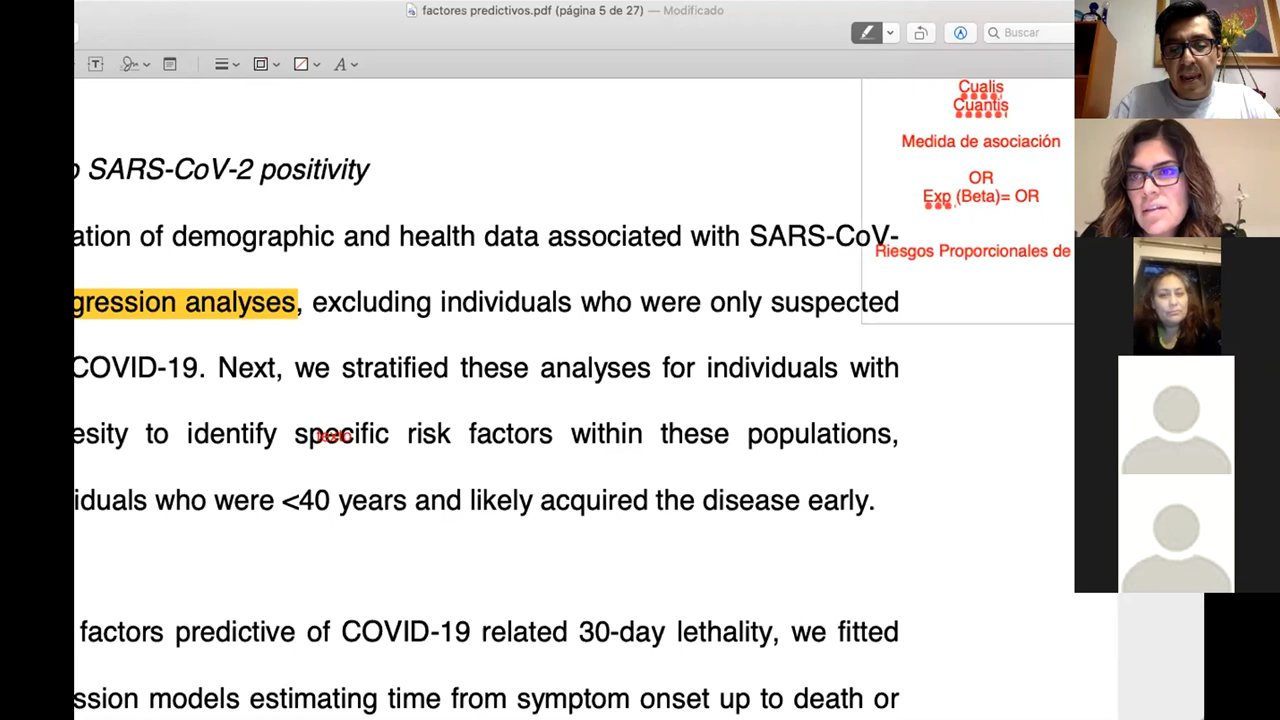 factores predictivos.pdf (página 5 de 27) — Modificado
Buscar
T
A
Cualis
Cuantis
Medida de asociación
OR
Exp (Beta)= OR
Riesgos Proporcionales de
SARS-CoV-2 positivity
ation of demographic and health data associated with SARS-CoV-
gression analyses, excluding individuals who were only suspected
COVID-19. Next, we stratified these analyses for individuals with
esity to identify specific risk factors within these populations,
texto
iduals who were <40 years and likely acquired the disease early.
factors predictive of COVID-19 related 30-day lethality, we fitted
ssion models estimating time from symptom onset up to death or